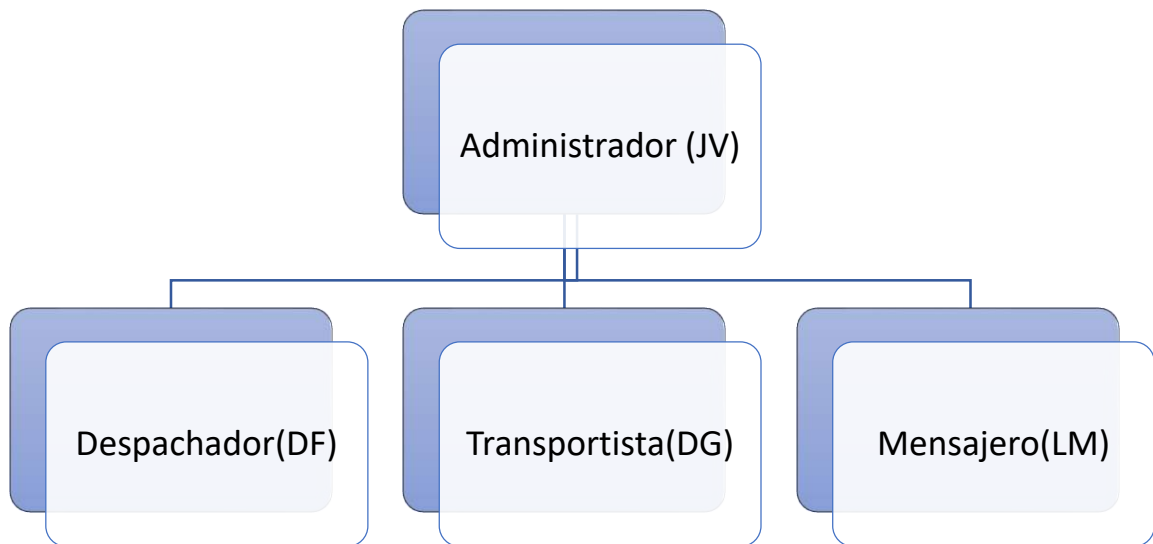 Administrador (JV)
Despachador(DF)
Transportista(DG)
Mensajero(LM)